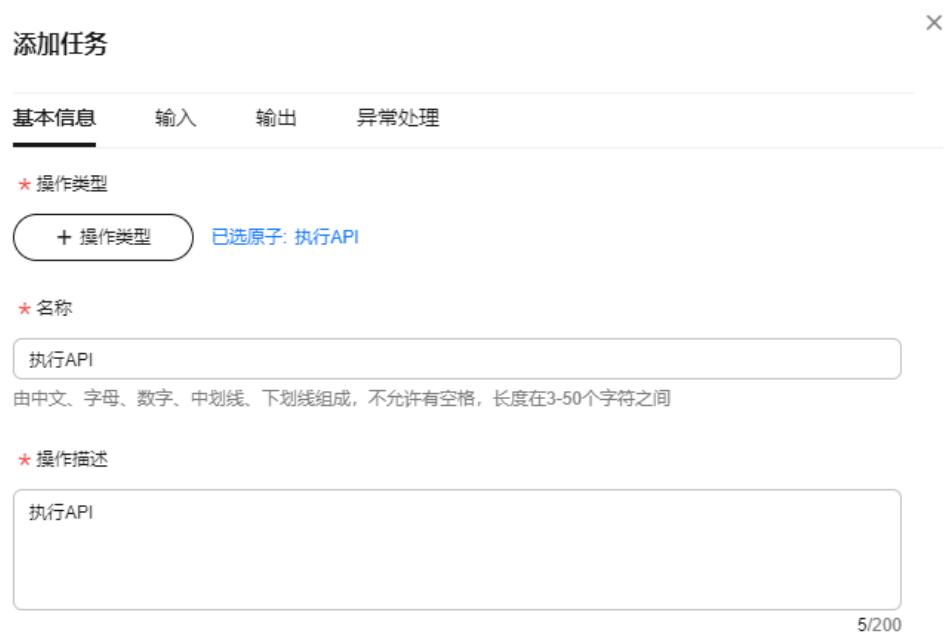 添加任务
基本信息 输入 输出 异常处理
* 操作类型
+ 操作类型 已选原子: 执行API
* 名称
执行API
由中文、字母、数字、中划线、下划线组成，不允许有空格，长度在3-50个字符之间
* 操作描述
执行API
5/200